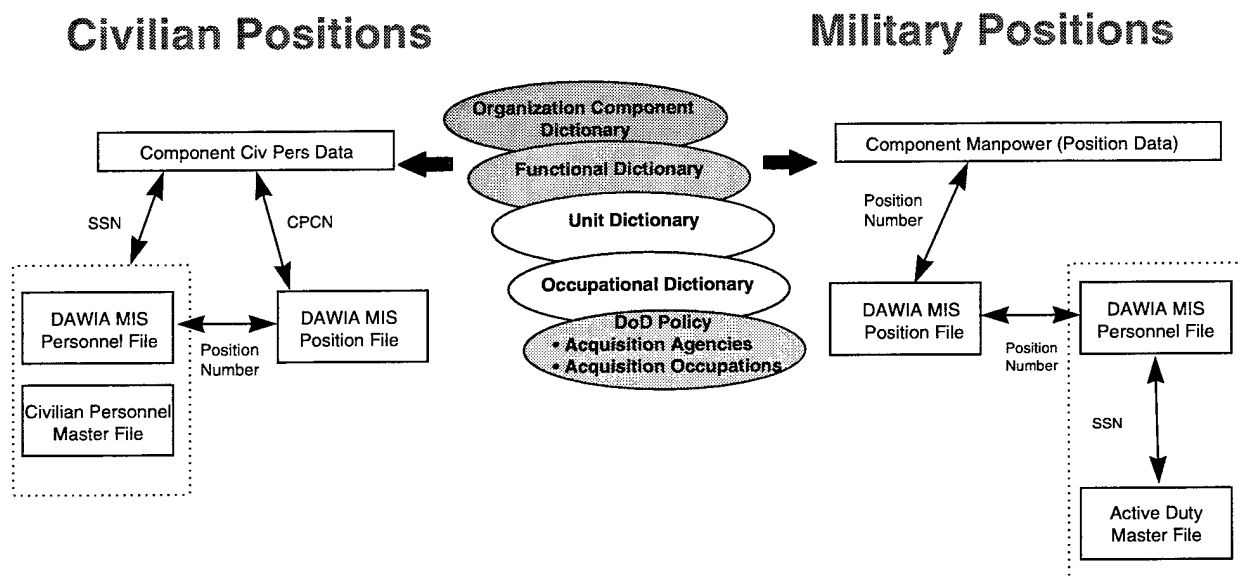 Civilian Positions
Military Positions
Organization Component
Dictionary
Functional Dictionary
Unit Dictionary
Occupational Dictionary
DoD Policy
• Acquisition Agencies
• Acquisition Occupations
Component Civ Pers Data
SSN
CPCN
DAWIA MIS
Personnel File
Position
Number
DAWIA MIS
Position File
Civilian Personnel
Master File
Component Manpower (Position Data)
Position
Number
DAWIA MIS
Position File
Position
Number
DAWIA MIS
Personnel File
SSN
Active Duty
Master File